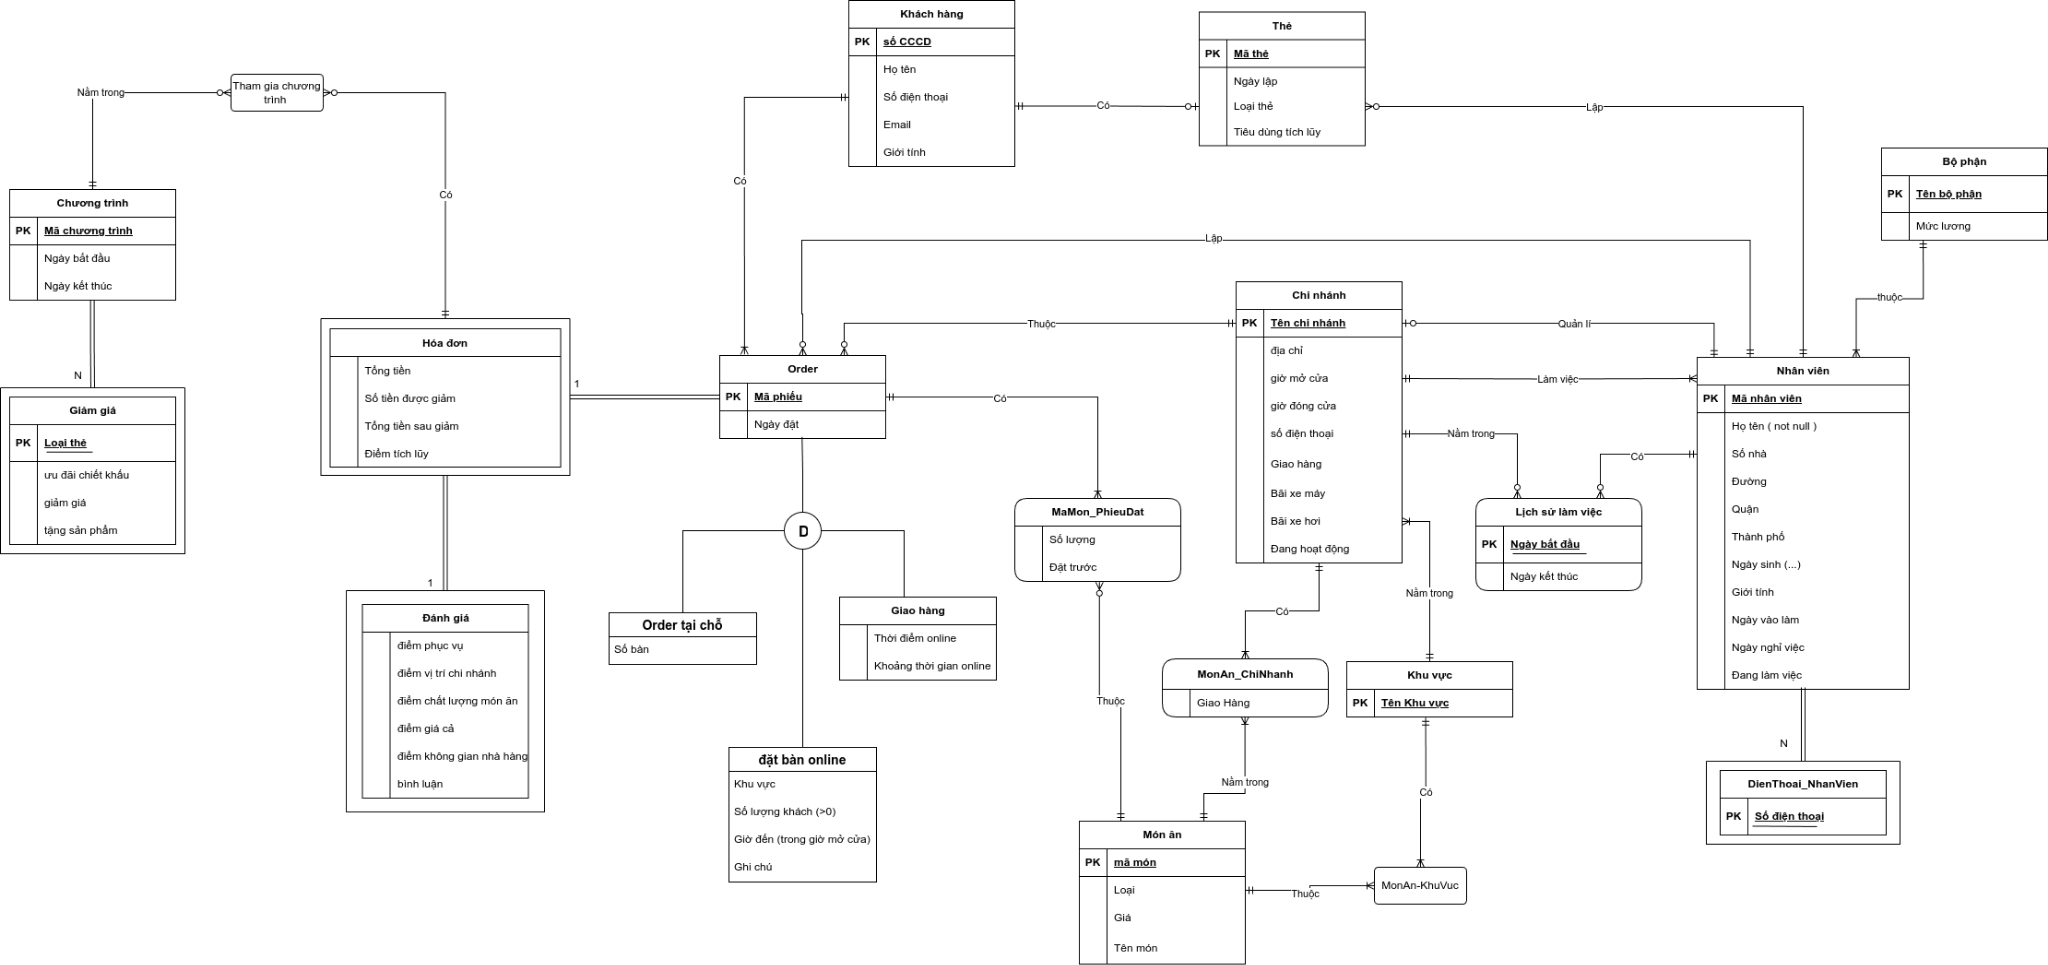 Khách hàng
PK
số CCCD
Họ tên
Số điện thoại
Email
Giới tính
Thẻ
PK
Mã thẻ
Ngày lập
Loại thẻ
Tiêu dùng tích lũy
Có
Lập
Có
Nằm trong
Tham gia chương
trình
Có
Bộ phận
PK
Tên bộ phận
Mức lương
thuộc
Chương trình
PK
Mã chương trình
Ngày bắt đầu
Ngày kết thúc
N
Giảm giá
PK
Loại thẻ
ưu đãi chiết khấu
giảm giá
tặng sản phẩm
Hóa đơn
Tổng tiền
Số tiền được giảm
Tổng tiền sau giảm
Điểm tích lũy
1
1
Đánh giá
điểm phục vụ
điểm vị trí chi nhánh
điểm chất lượng món ăn
điểm giá cả
điểm không gian nhà hàng
bình luận
Lập
Thuộc
Order
PK
Mã phiếu
Ngày đặt
Có
D
Order tại chỗ
Số bàn
Giao hàng
Thời điểm online
Khoảng thời gian online
đặt bàn online
Khu vực
Số lượng khách (>0)
Giờ đến (trong giờ mở cửa)
Ghi chú
MaMon_PhieuDat
Số lượng
Đặt trước
Thuộc
Chi nhánh
PK
Tên chi nhánh
địa chỉ
giờ mở cửa
giờ đóng cửa
số điện thoại
Giao hàng
Bãi xe máy
Bãi xe hơi
Đang hoạt động
Quản lí
Làm việc
Nằm trong
Có
Lịch sử làm việc
PK
Ngày bắt đầu
Ngày kết thúc
Nằm trong
Có
MonAn_ChiNhanh
Giao Hàng
Nằm trong
Khu vực
PK
Tên Khu vực
Có
Món ăn
PK
mã món
Loại
Giá
Tên món
Thuộc
MonAn-KhuVuc
Nhân viên
PK
Mã nhân viên
Họ tên ( not null )
Số nhà
Đường
Quận
Thành phố
Ngày sinh (...)
Giới tính
Ngày vào làm
Ngày nghỉ việc
Đang làm việc
N
DienThoai_NhanVien
PK
Số điện thoại